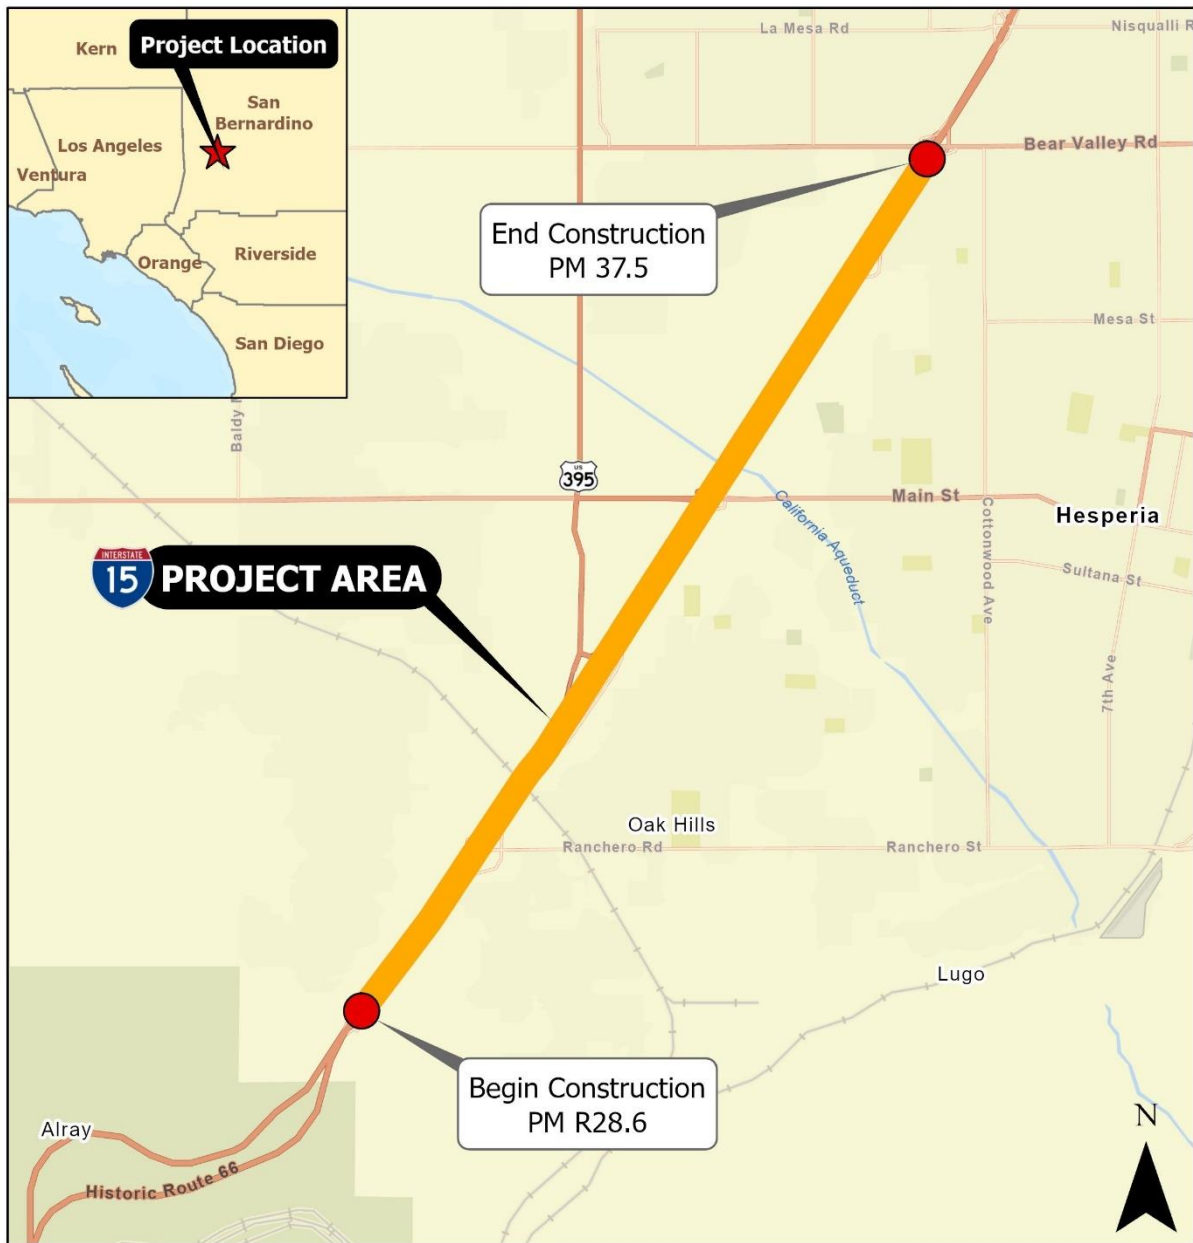 Kern
Project Location
San
Bernardino
Los Angeles
Ventura
Orange
Riverside
San Diego
La Mesa Rd
Nisqualli R
Bear Valley Rd
End Construction
PM 37.5
Mesa St
Baldy
US
395
Main St
Hesperia
California Aqueduct
Cottonwood Ave
Sultana St
INTERSTATE
15
PROJECT AREA
7th Ave
Oak Hills
Ranchero Rd
Ranchero St
Lugo
Begin Construction
PM R28.6
Alray
Historic Route 66
N